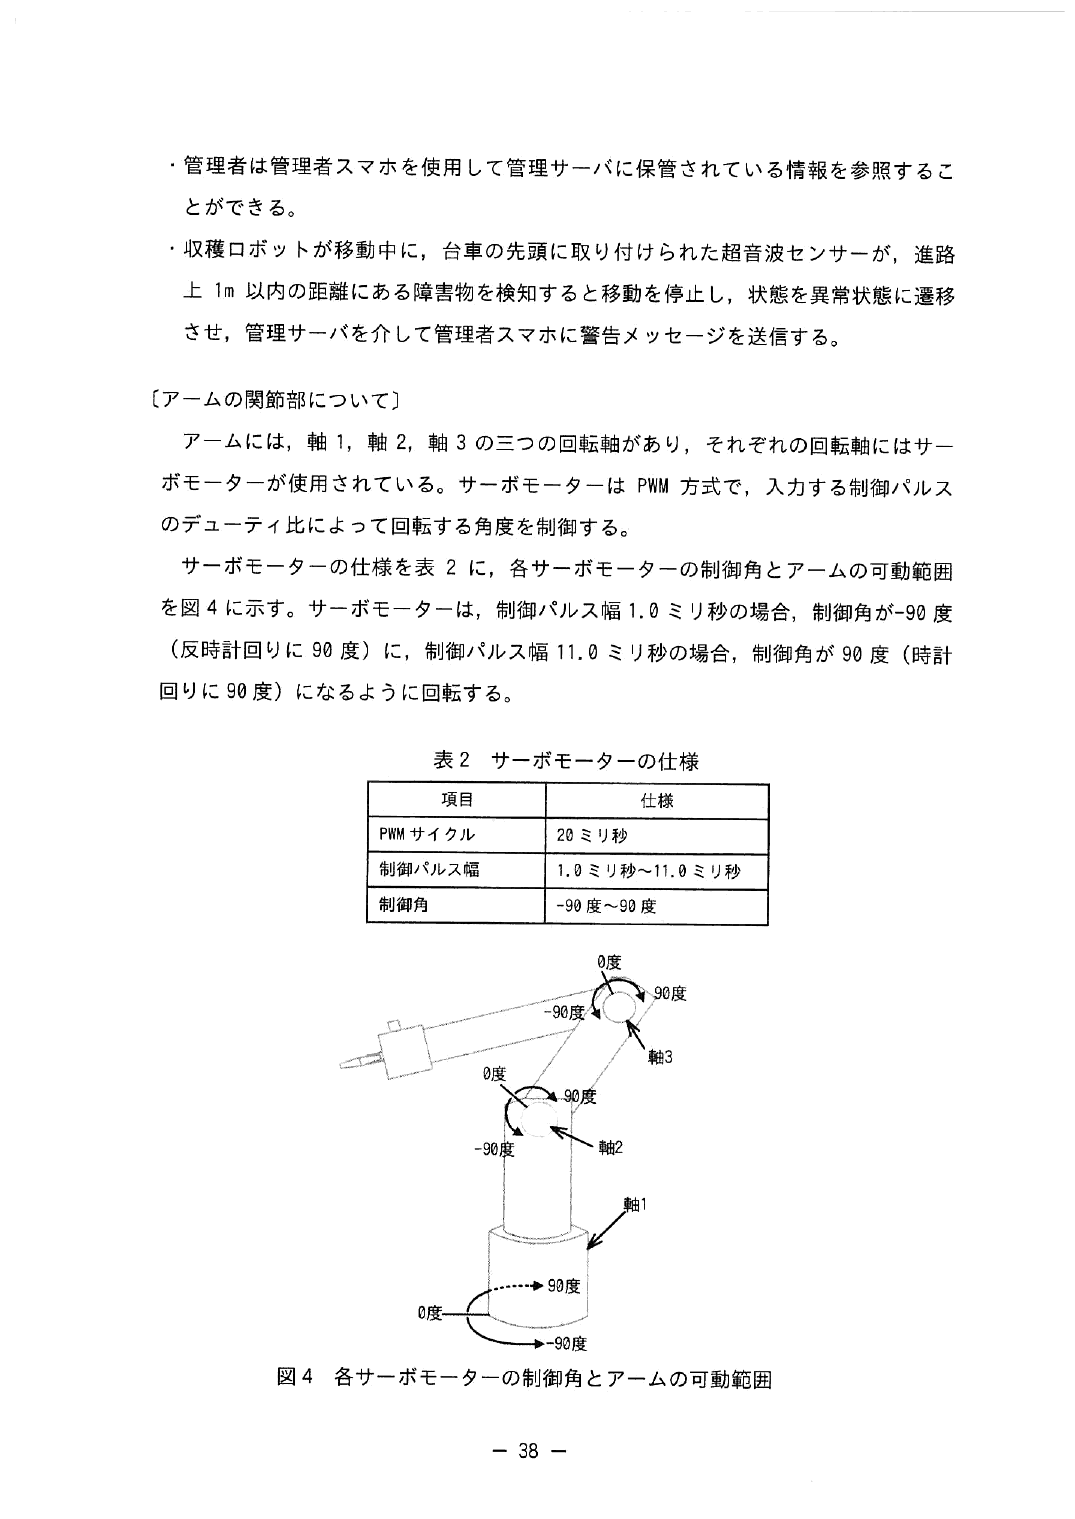 ・管理者は管理者スマホを使用して管理サーバに保管されている情報を参照するこ
とができる。
・収穫ロボットが移動中に，台車の先頭に取り付けられた超音波センサーが，進路
上 1m 以内の距離にある障害物を検知すると移動を停止し，状態を異常状態に遷移
させ，管理サーバを介して管理者スマホに警告メッセージを送信する。
〔アームの関節部について〕
アームには，軸 1，軸 2，軸 3 の三つの回転軸があり，それぞれの回転軸にはサー
ボモーターが使用されている。サーボモーターは PWM 方式で，入力する制御パルス
のデューティ比によって回転する角度を制御する。
サーボモーターの仕様を表 2 に，各サーボモーターの制御角とアームの可動範囲
を図 4 に示す。サーボモーターは，制御パルス幅 1.0 ミリ秒の場合，制御角が-90 度
（反時計回りに 90 度）に，制御パルス幅 11.0 ミリ秒の場合，制御角が 90 度（時計
回りに 90 度）になるように回転する。
表 2　サーボモーターの仕様
項目　仕様
PWM サイクル　20 ミリ秒
制御パルス幅　1.0 ミリ秒～11.0 ミリ秒
制御角　-90 度～90 度
0度
90度
-90度
軸3
0度
90度
-90度
軸2
軸1
90度
0度
-90度
図 4　各サーボモーターの制御角とアームの可動範囲
－ 38 －